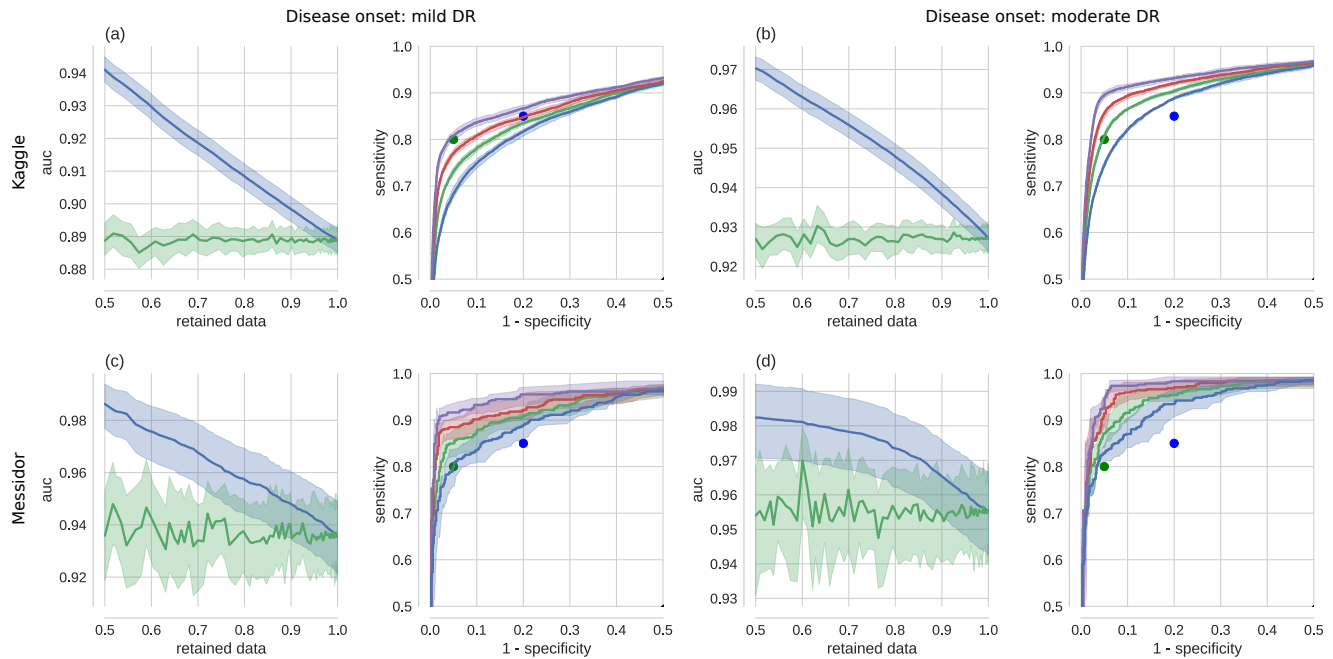 Disease onset: mild DR
Disease onset: moderate DR
Kaggle
(a)
auc
0.94
0.93
0.92
0.91
0.90
0.89
0.88
0.5 0.6 0.7 0.8 0.9 1.0
retained data
sensitivity
1.0
0.9
0.8
0.7
0.6
0.5
0.0 0.1 0.2 0.3 0.4 0.5
1 - specificity
(b)
auc
0.97
0.96
0.95
0.94
0.93
0.92
0.5 0.6 0.7 0.8 0.9 1.0
retained data
sensitivity
1.0
0.9
0.8
0.7
0.6
0.5
0.0 0.1 0.2 0.3 0.4 0.5
1 - specificity
Messidor
(c)
auc
0.98
0.96
0.94
0.92
0.5 0.6 0.7 0.8 0.9 1.0
retained data
sensitivity
1.0
0.9
0.8
0.7
0.6
0.5
0.0 0.1 0.2 0.3 0.4 0.5
1 - specificity
(d)
auc
0.99
0.98
0.97
0.96
0.95
0.94
0.93
0.5 0.6 0.7 0.8 0.9 1.0
retained data
sensitivity
1.0
0.9
0.8
0.7
0.6
0.5
0.0 0.1 0.2 0.3 0.4 0.5
1 - specificity